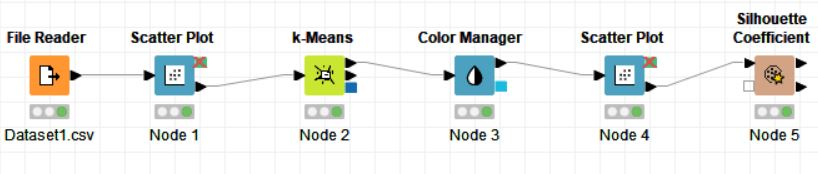 File Reader
Scatter Plot
k-Means
Color Manager
Scatter Plot
Silhouette
Coefficient
Dataset1.csv
Node 1
Node 2
Node 3
Node 4
Node 5